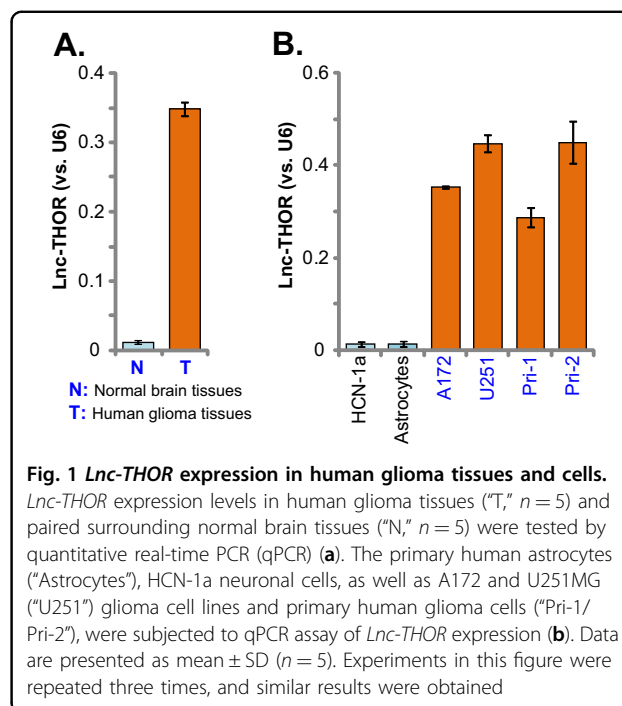 A.
B.
Lnc-THOR (vs. U6)
0.4
0.3
0.2
0.1
0
N T
N: Normal brain tissues
T: Human glioma tissues
Lnc-THOR (vs. U6)
0.6
0.4
0.2
0
HCN-1a
Astrocytes
A172
U251
Pri-1
Pri-2
Fig. 1 Lnc-THOR expression in human glioma tissues and cells.
Lnc-THOR expression levels in human glioma tissues (“T,” n = 5) and
paired surrounding normal brain tissues (“N,” n = 5) were tested by
quantitative real-time PCR (qPCR) (a). The primary human astrocytes
(“Astrocytes”), HCN-1a neuronal cells, as well as A172 and U251MG
(“U251”) glioma cell lines and primary human glioma cells (“Pri-1/
Pri-2”), were subjected to qPCR assay of Lnc-THOR expression (b). Data
are presented as mean ± SD (n = 5). Experiments in this figure were
repeated three times, and similar results were obtained